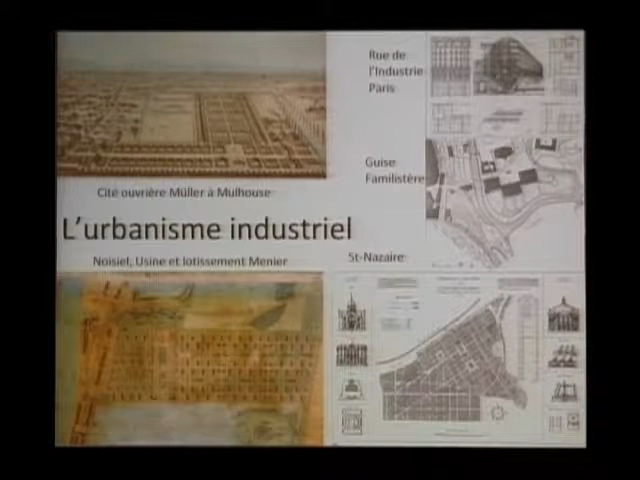 Rue de
l'Industrie
Paris
Guise
Familistère
Cité ouvrière Müller à Mulhouse
L'urbanisme industriel
Noisiel, Usine et lotissement Menier
St-Nazaire